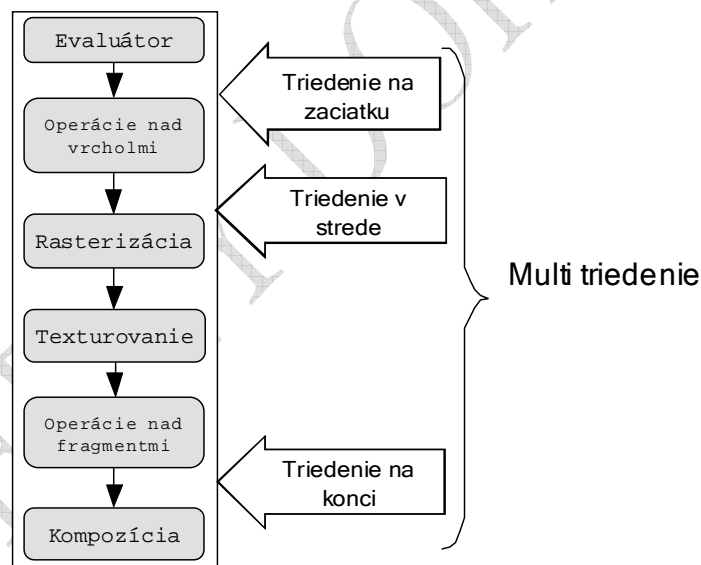 Evaluátor
Operácie nad
vrcholmi
Rasterizácia
Texturovanie
Operácie nad
fragmentmi
Kompozícia
Triedenie na
zaciatku
Triedenie v
strede
Triedenie na
konci
Multi triedenie